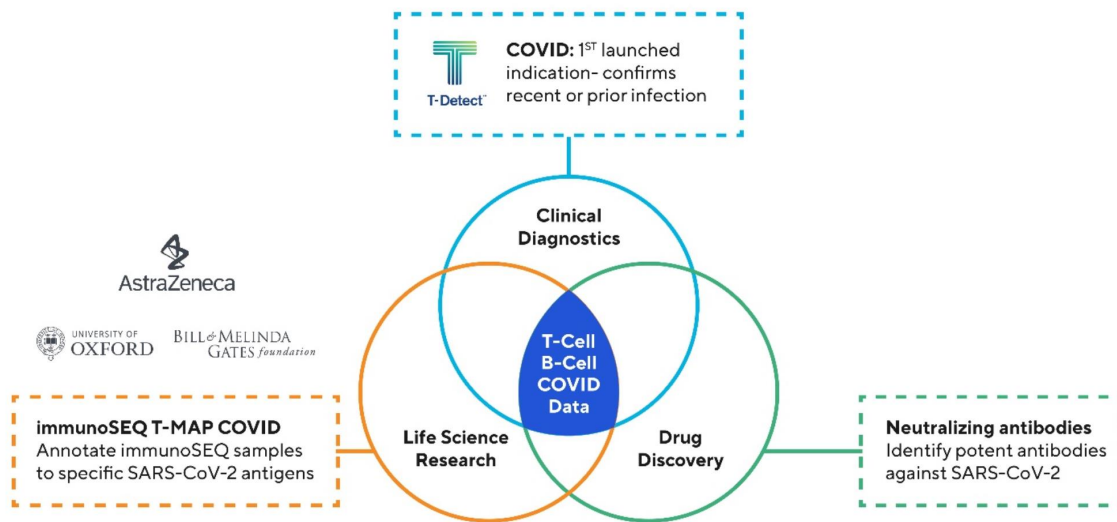 T-Detect™
COVID: 1ST launched
indication- confirms
recent or prior infection
Clinical
Diagnostics
AstraZeneca
UNIVERSITY OF
OXFORD
BILL & MELINDA
GATES foundation
T-Cell
B-Cell
COVID
Data
immunoSEQ T-MAP COVID
Annotate immunoSEQ samples
to specific SARS-CoV-2 antigens
Life Science
Research
Drug
Discovery
Neutralizing antibodies
Identify potent antibodies
against SARS-CoV-2